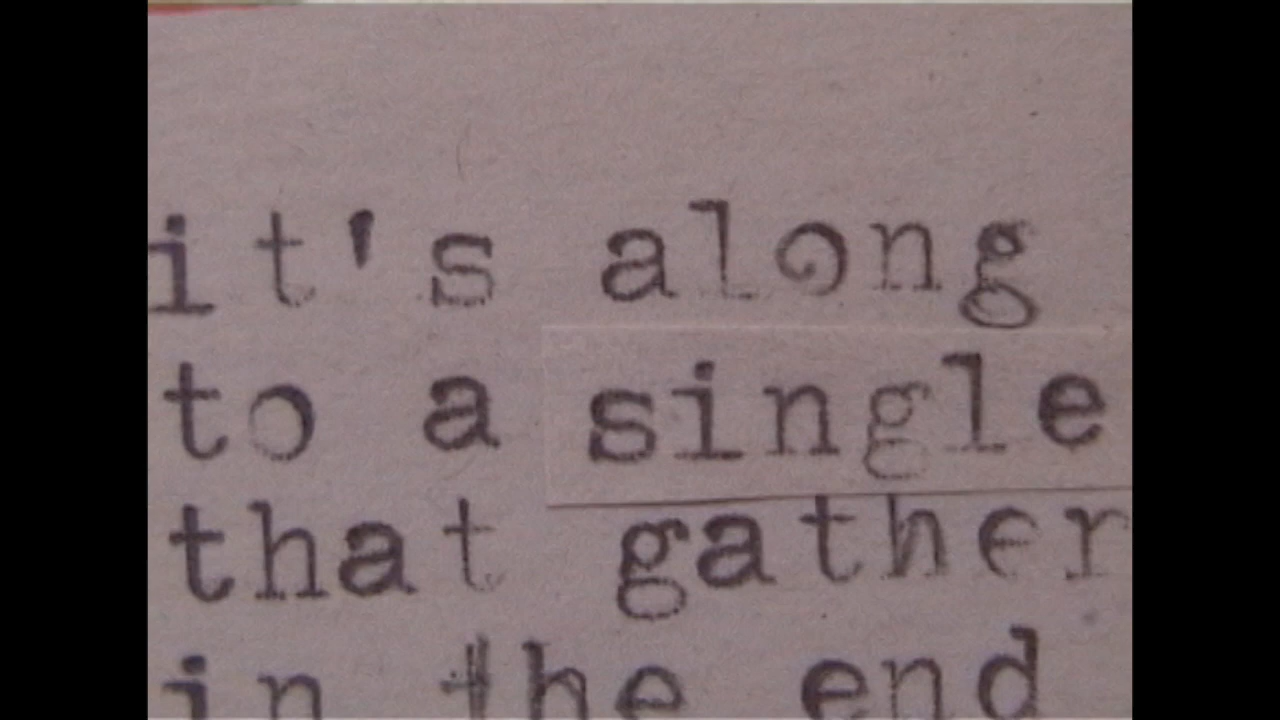 it's along
to a single
that gather
in the end